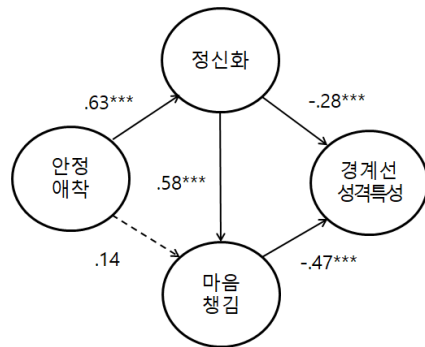 정신화
.63***
-.28***
안정
애착
.58***
경계선
성격특성
.14
-.47***
마음
챙김